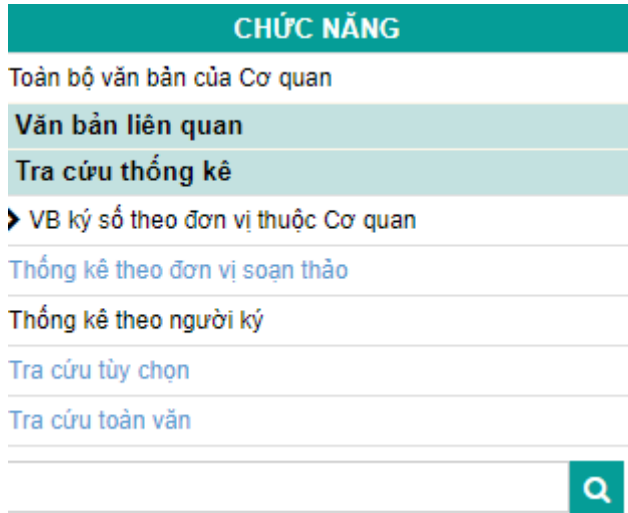 CHỨC NĂNG
Toàn bộ văn bản của Cơ quan
Văn bản liên quan
Tra cứu thống kê
VB ký số theo đơn vị thuộc Cơ quan
Thống kê theo đơn vị soạn thảo
Thống kê theo người ký
Tra cứu tùy chọn
Tra cứu toàn văn